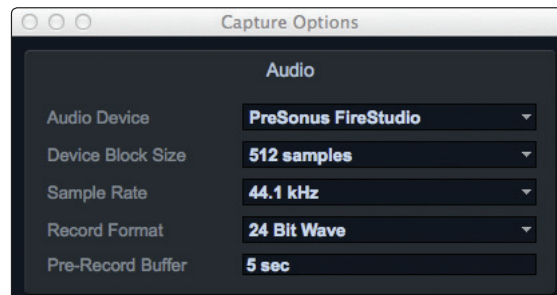 Capture Options
Audio
Audio Device PreSonus FireStudio
Device Block Size 512 samples
Sample Rate 44.1 kHz
Record Format 24 Bit Wave
Pre-Record Buffer 5 sec